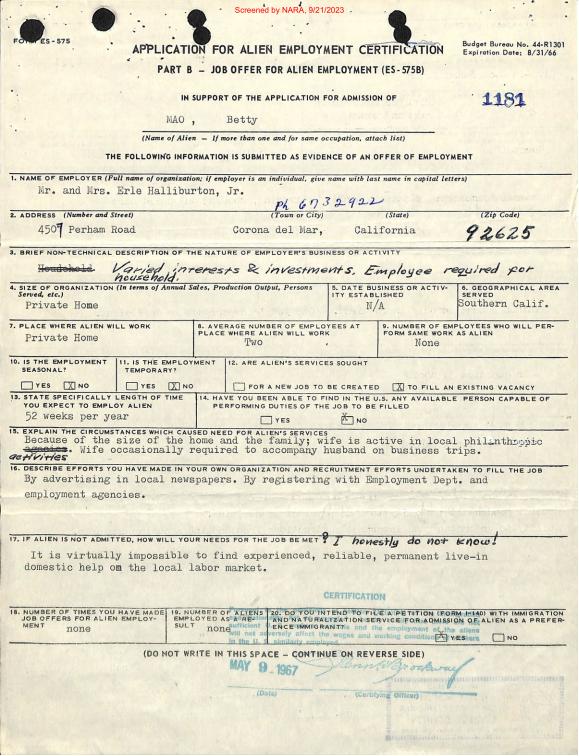 Screened by NARA, 9/21/2023
FORM ES-575
APPLICATION FOR ALIEN EMPLOYMENT CERTIFICATION
Budget Bureau No. 44-R1301
Expiration Date: 8/31/66
PART B – JOB OFFER FOR ALIEN EMPLOYMENT (ES-575B)
IN SUPPORT OF THE APPLICATION FOR ADMISSION OF
1181
MAO , Betty
(Name of Alien – If more than one and for same occupation, attach list)
THE FOLLOWING INFORMATION IS SUBMITTED AS EVIDENCE OF AN OFFER OF EMPLOYMENT
1. NAME OF EMPLOYER (Full name of organization; if employer is an individual, give name with last name in capital letters)
Mr. and Mrs. Erle Halliburton, Jr.
Ph 6732922
2. ADDRESS (Number and Street) (Town or City) (State) (Zip Code)
4507 Perham Road Corona del Mar, California 92625
3. BRIEF NON-TECHNICAL DESCRIPTION OF THE NATURE OF EMPLOYER'S BUSINESS OR ACTIVITY
Household. Varied interests & investments. Employee required for
household.
4. SIZE OF ORGANIZATION (In terms of Annual Sales, Production Output, Persons Served, etc.)
Private Home
5. DATE BUSINESS OR ACTIVITY ESTABLISHED
N/A
6. GEOGRAPHICAL AREA SERVED
Southern Calif.
7. PLACE WHERE ALIEN WILL WORK
Private Home
8. AVERAGE NUMBER OF EMPLOYEES AT PLACE WHERE ALIEN WILL WORK
Two
9. NUMBER OF EMPLOYEES WHO WILL PERFORM SAME WORK AS ALIEN
None
10. IS THE EMPLOYMENT SEASONAL?
YES X NO
11. IS THE EMPLOYMENT TEMPORARY?
YES X NO
12. ARE ALIEN'S SERVICES SOUGHT
FOR A NEW JOB TO BE CREATED X TO FILL AN EXISTING VACANCY
13. STATE SPECIFICALLY LENGTH OF TIME YOU EXPECT TO EMPLOY ALIEN
52 weeks per year
14. HAVE YOU BEEN ABLE TO FIND IN THE U.S. ANY AVAILABLE PERSON CAPABLE OF PERFORMING DUTIES OF THE JOB TO BE FILLED
YES X NO
15. EXPLAIN THE CIRCUMSTANCES WHICH CAUSED NEED FOR ALIEN'S SERVICES
Because of the size of the home and the family; wife is active in local philanthropic
agencies. Wife occasionally required to accompany husband on business trips.
activities
16. DESCRIBE EFFORTS YOU HAVE MADE IN YOUR OWN ORGANIZATION AND RECRUITMENT EFFORTS UNDERTAKEN TO FILL THE JOB
By advertising in local newspapers. By registering with Employment Dept. and
employment agencies.
17. IF ALIEN IS NOT ADMITTED, HOW WILL YOUR NEEDS FOR THE JOB BE MET? I honestly do not know!
It is virtually impossible to find experienced, reliable, permanent live-in
domestic help on the local labor market.
CERTIFICATION
18. NUMBER OF TIMES YOU HAVE MADE JOB OFFERS FOR ALIEN EMPLOYMENT
none
19. NUMBER OF ALIENS EMPLOYED AS A RESULT
none
20. DO YOU INTEND TO FILE A PETITION (FORM I-140) WITH IMMIGRATION AND NATURALIZATION SERVICE FOR ADMISSION OF ALIEN AS A PREFERENCE IMMIGRANT?
X YES NO
and the employment of the aliens
will not adversely affect the wages and working conditions
in the U.S. similarly employed.
(DO NOT WRITE IN THIS SPACE – CONTINUE ON REVERSE SIDE)
MAY 9 1967
(Date) (Certifying Officer)